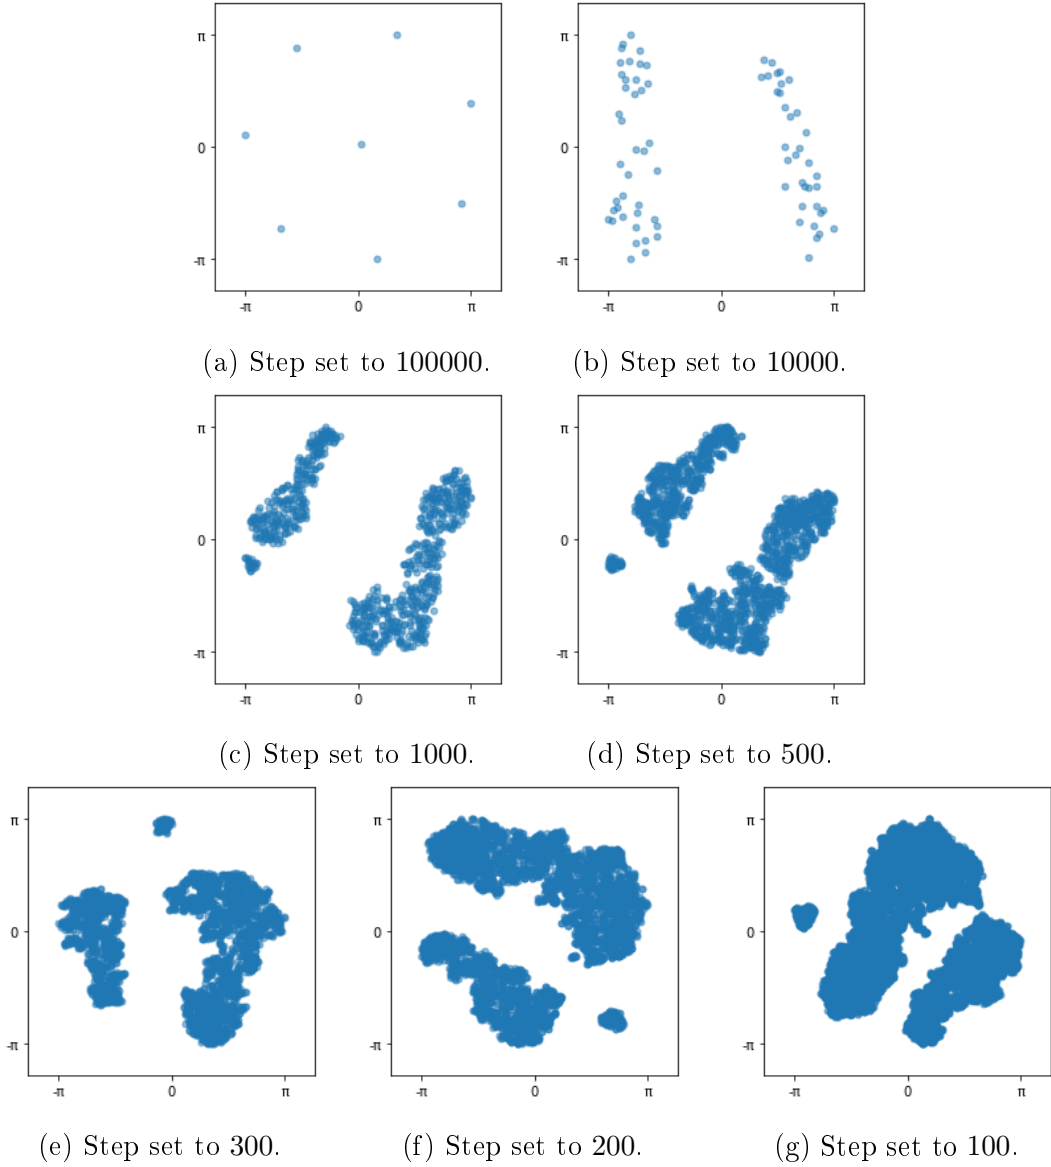 π
π
0
0
-π
-π
-π 0 π
-π 0 π
(a) Step set to 100000.
(b) Step set to 10000.
π
π
0
0
-π
-π
-π 0 π
-π 0 π
(c) Step set to 1000.
(d) Step set to 500.
π
π
π
0
0
0
-π
-π
-π
-π 0 π
-π 0 π
-π 0 π
(e) Step set to 300.
(f) Step set to 200.
(g) Step set to 100.